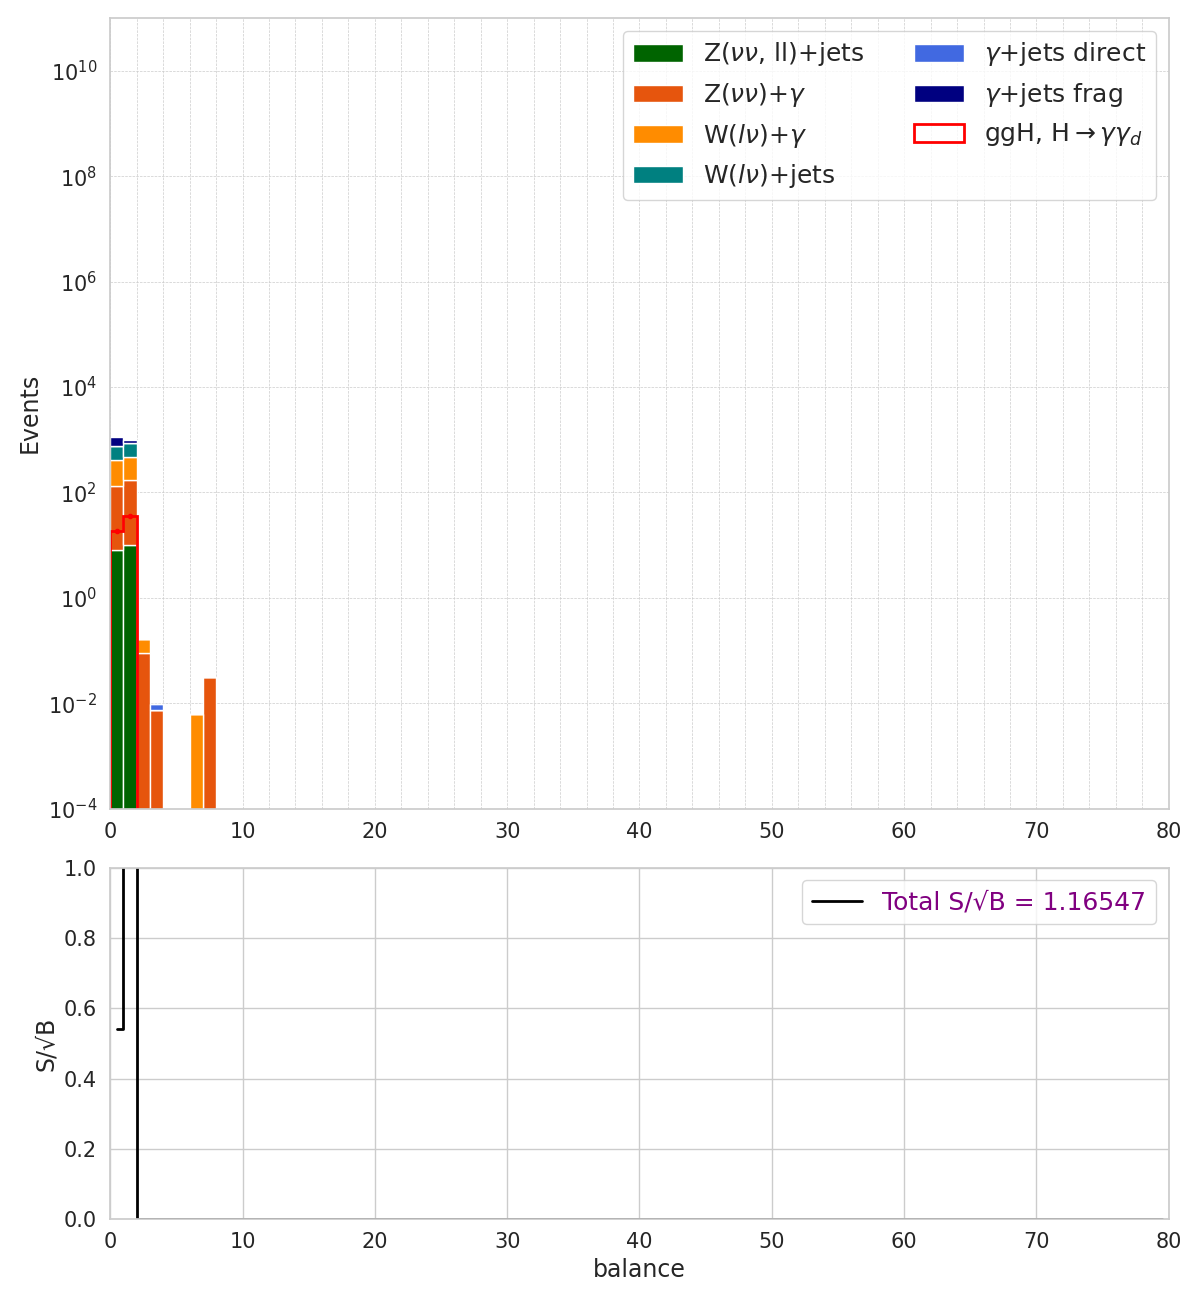 Z(νν, ll)+jets
Z(νν)+γ
W(lν)+γ
W(lν)+jets
γ+jets direct
γ+jets frag
ggH, H→γγ_d
10^10
10^8
10^6
10^4
10^2
10^0
10^−2
10^−4
Events
0 10 20 30 40 50 60 70 80
Total S/√B = 1.16547
1.0
0.8
0.6
0.4
0.2
0.0
S/√B
0 10 20 30 40 50 60 70 80
balance